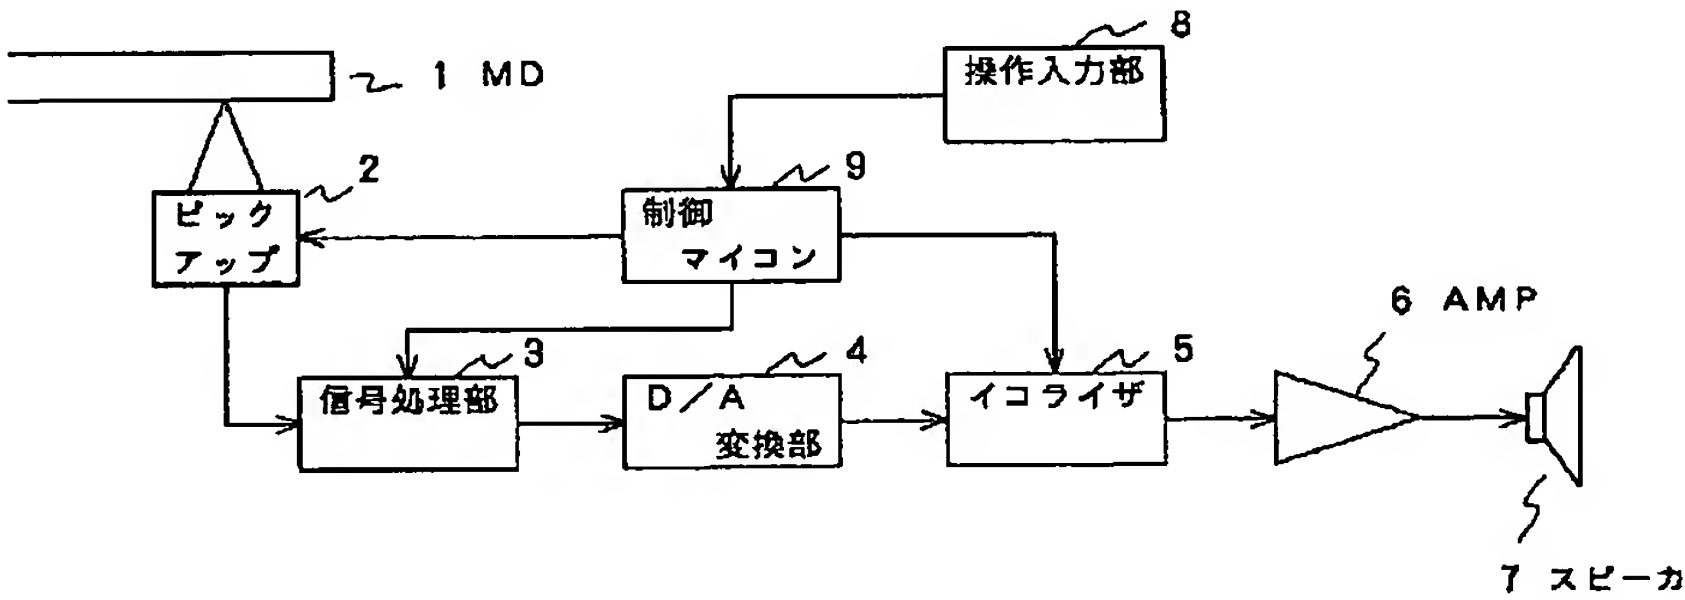 8
操作入力部
1 MD
2
ピック
アップ
9
制御
マイコン
6 AMP
3
信号処理部
4
D/A
変換部
5
イコライザ
7 スピーカ